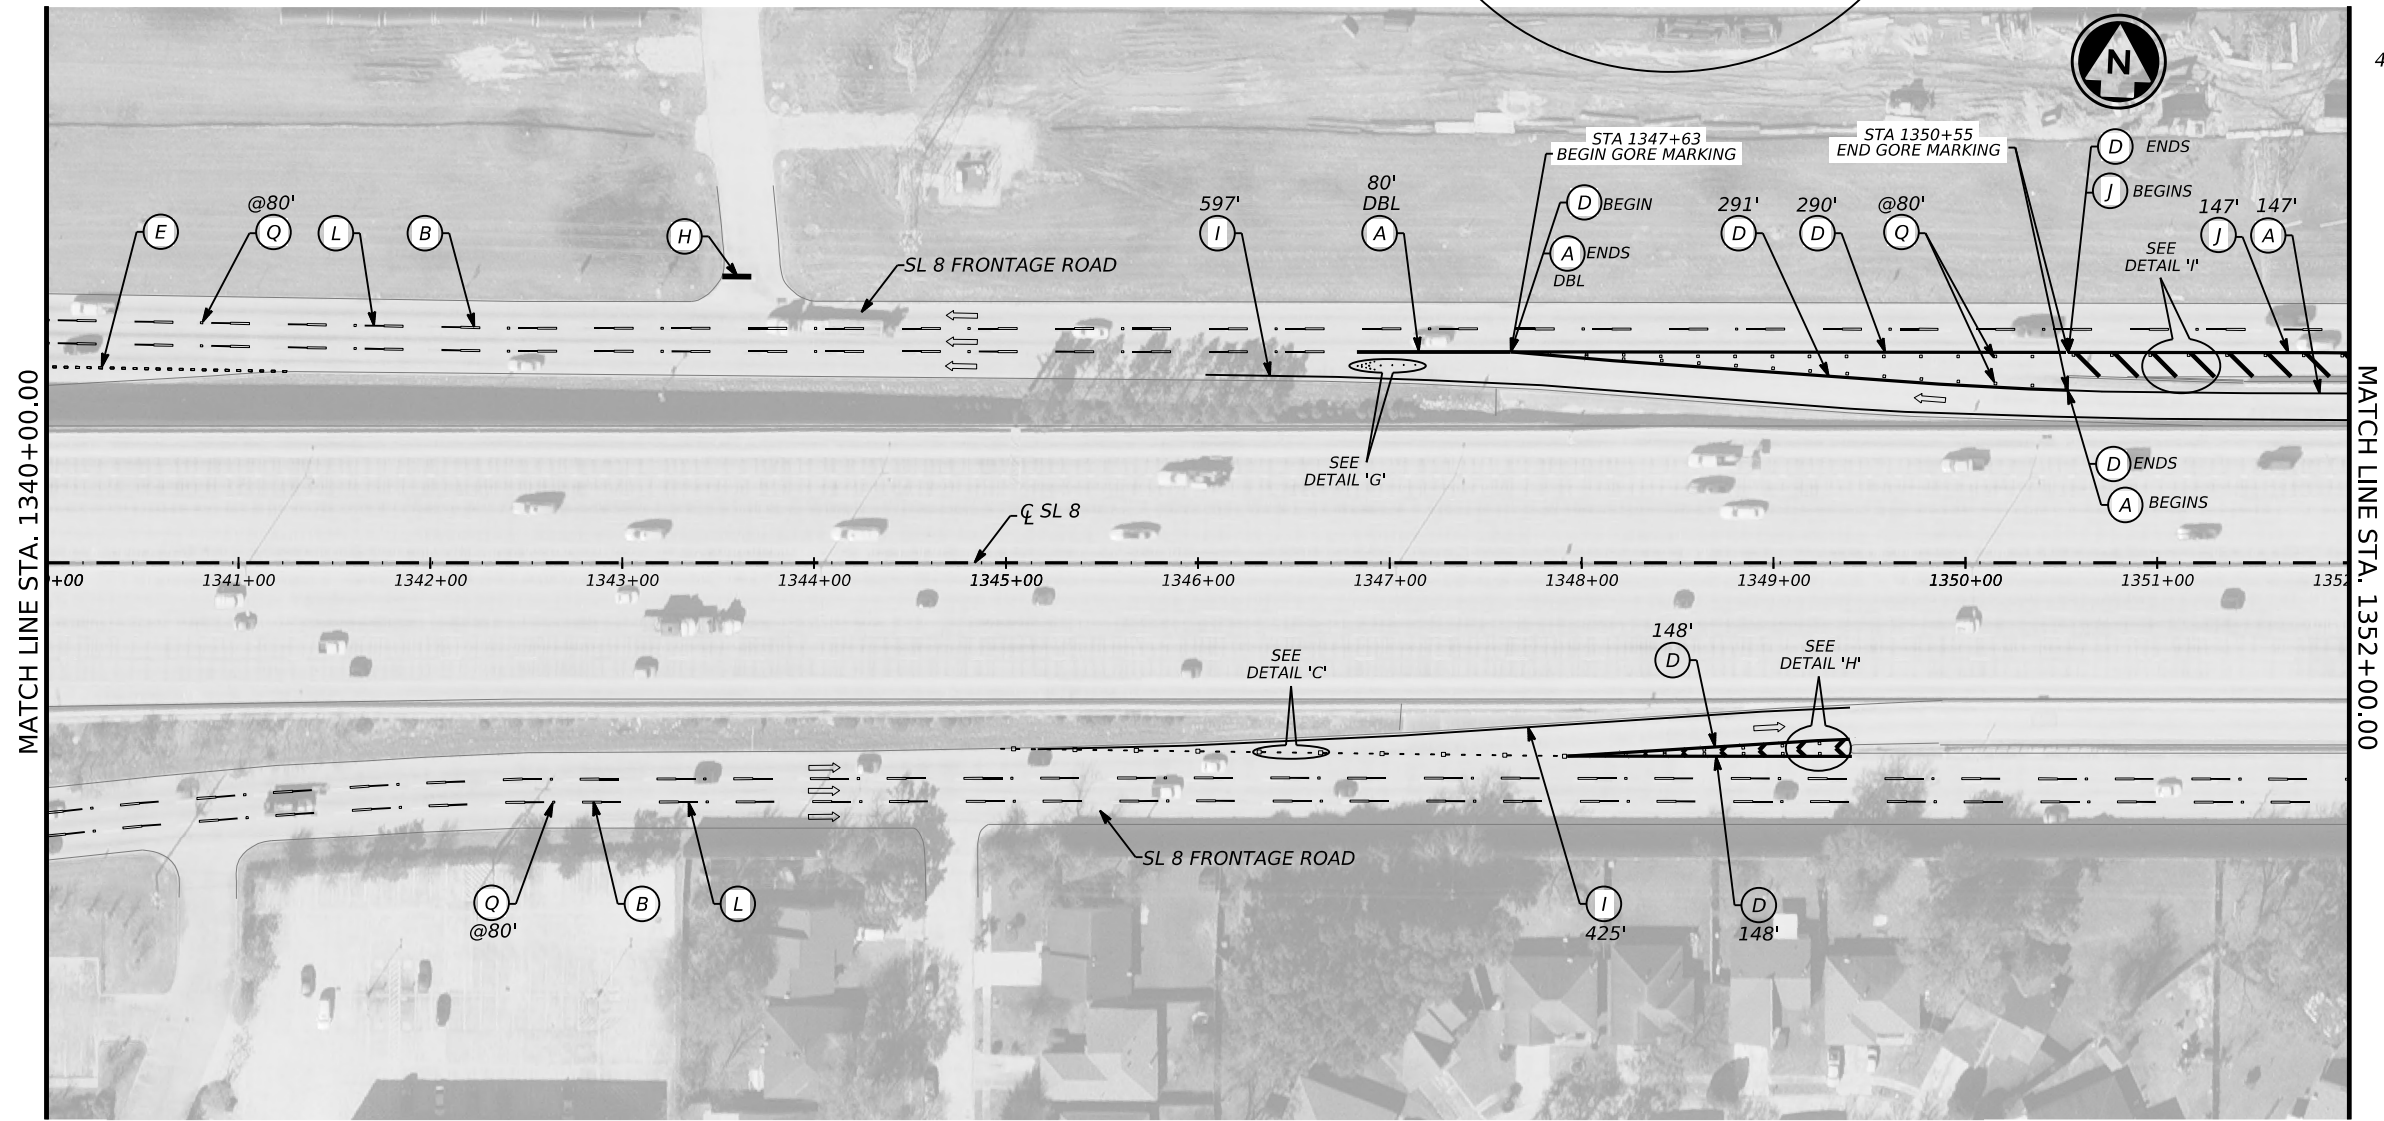 N
4
STA 1347+63
BEGIN GORE MARKING
STA 1350+55
END GORE MARKING
D ENDS
J BEGINS
E
@80'
Q
L
B
H
SL 8 FRONTAGE ROAD
597'
I
80'
DBL
A
D BEGIN
A ENDS
DBL
291'
D
290'
D
@80'
Q
SEE
DETAIL 'I'
147'
J
147'
A
SEE
DETAIL 'G'
D ENDS
A BEGINS
℄ SL 8
MATCH LINE STA. 1340+00.00
MATCH LINE STA. 1352+00.00
+00
1341+00
1342+00
1343+00
1344+00
1345+00
1346+00
1347+00
1348+00
1349+00
1350+00
1351+00
1352
SEE
DETAIL 'C'
148'
D
SEE
DETAIL 'H'
SL 8 FRONTAGE ROAD
Q
@80'
B
L
I
425'
D
148'